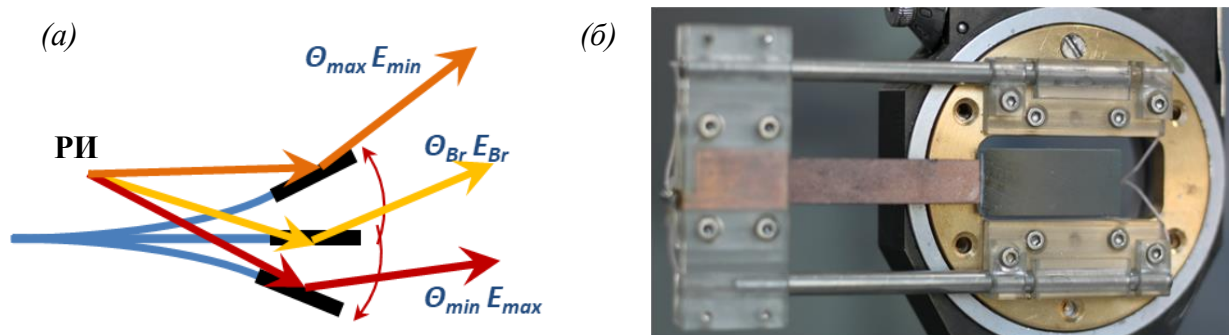 (а)
(б)
Θmax Emin
РИ
ΘBr EBr
Θmin Emax